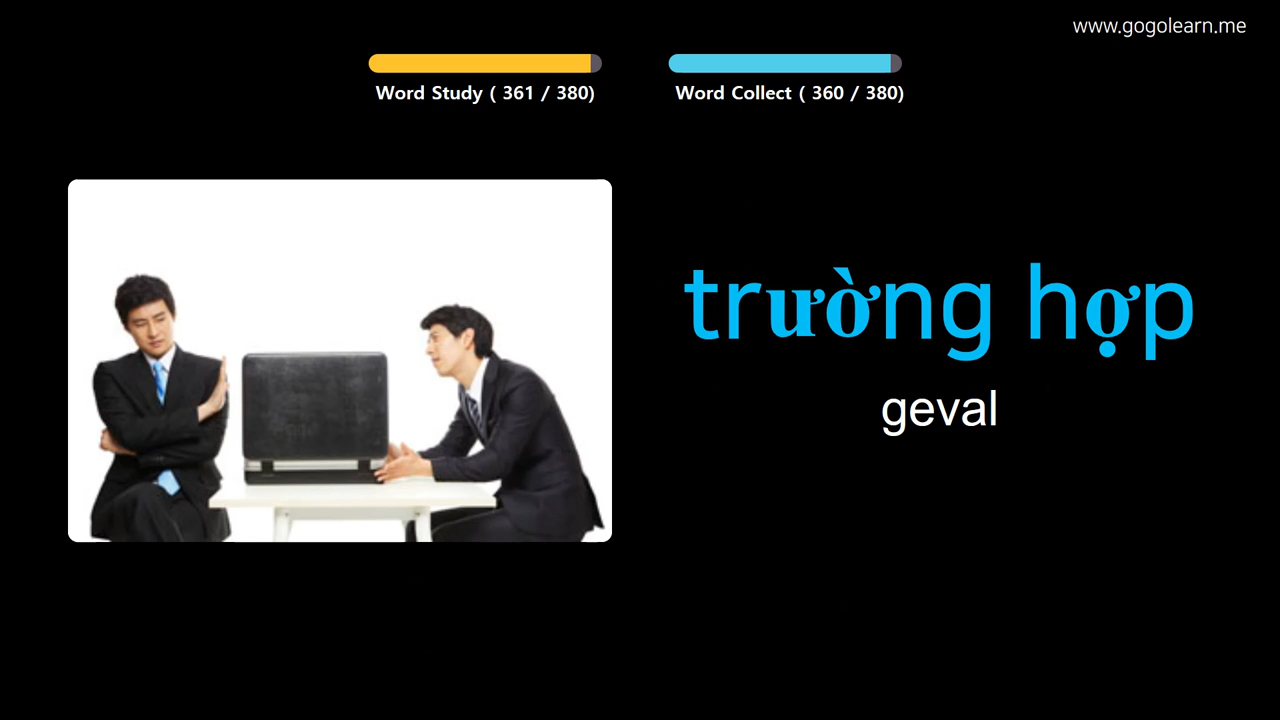 www.gogolearn.me
Word Study ( 361 / 380)
Word Collect ( 360 / 380)
trường hợp
geval